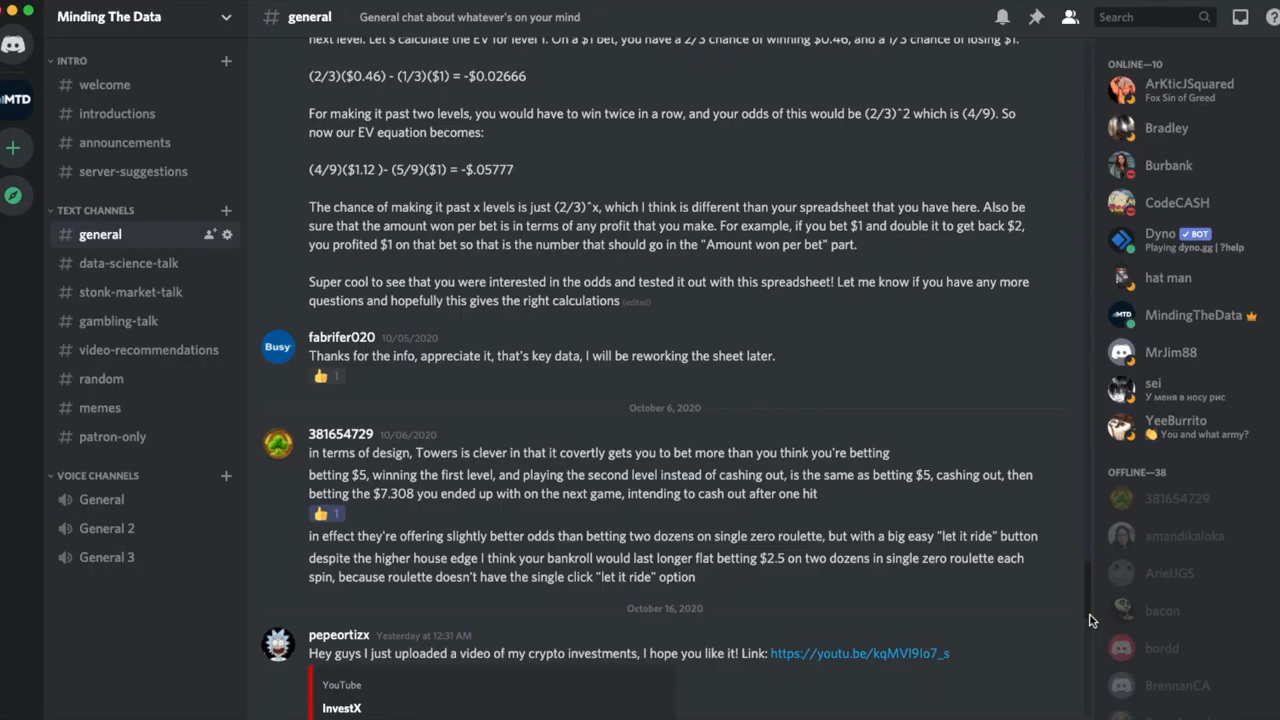 Minding The Data
# general
General chat about whatever's on your mind
Search
MTD
INTRO
# welcome
# introductions
# announcements
# server-suggestions
TEXT CHANNELS
# general
# data-science-talk
# stonk-market-talk
# gambling-talk
# video-recommendations
# random
# memes
# patron-only
VOICE CHANNELS
General
General 2
General 3
next level. Let's calculate the EV for level 1. On a $1 bet, you have a 2/3 chance of winning $0.46, and a 1/3 chance of losing $1.
(2/3)($0.46) - (1/3)($1) = -$0.02666
For making it past two levels, you would have to win twice in a row, and your odds of this would be (2/3)^2 which is (4/9). So
now our EV equation becomes:
(4/9)($1.12 )- (5/9)($1) = -$.05777
The chance of making it past x levels is just (2/3)^x, which I think is different than your spreadsheet that you have here. Also be
sure that the amount won per bet is in terms of any profit that you make. For example, if you bet $1 and double it to get back $2,
you profited $1 on that bet so that is the number that should go in the "Amount won per bet" part.
Super cool to see that you were interested in the odds and tested it out with this spreadsheet! Let me know if you have any more
questions and hopefully this gives the right calculations (edited)
Busy
fabrifer020 10/05/2020
Thanks for the info, appreciate it, that's key data, I will be reworking the sheet later.
👍 1
October 6, 2020
381654729 10/06/2020
in terms of design, Towers is clever in that it covertly gets you to bet more than you think you're betting
betting $5, winning the first level, and playing the second level instead of cashing out, is the same as betting $5, cashing out, then
betting the $7.308 you ended up with on the next game, intending to cash out after one hit
👍 1
in effect they're offering slightly better odds than betting two dozens on single zero roulette, but with a big easy "let it ride" button
despite the higher house edge I think your bankroll would last longer flat betting $2.5 on two dozens in single zero roulette each
spin, because roulette doesn't have the single click "let it ride" option
October 16, 2020
pepeortizx Yesterday at 12:31 AM
Hey guys I just uploaded a video of my crypto investments, I hope you like it! Link: https://youtu.be/kqMVl9Io7_s
YouTube
InvestX
ONLINE—10
ArKticJSquared
Fox Sin of Greed
Bradley
Burbank
CodeCASH
Dyno ✓ BOT
Playing dyno.gg | ?help
hat man
MTD
MindingTheData
MrJim88
sei
У меня в носу рис
YeeBurrito
👏 You and what army?
OFFLINE—38
381654729
amandikaloka
ArielJGS
bacon
bordd
BrennanCA